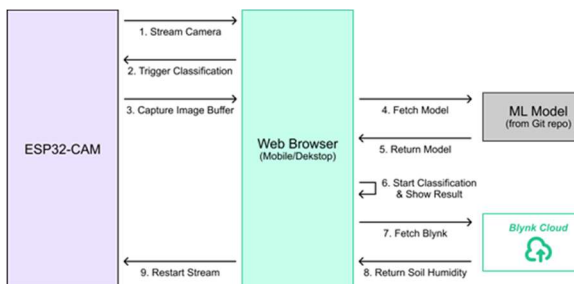 1. Stream Camera
2. Trigger Classification
3. Capture Image Buffer
ESP32-CAM
Web Browser
(Mobile/Dekstop)
4. Fetch Model
ML Model
(from Git repo)
5. Return Model
6. Start Classification
& Show Result
7. Fetch Blynk
Blynk Cloud
8. Return Soil Humidity
9. Restart Stream